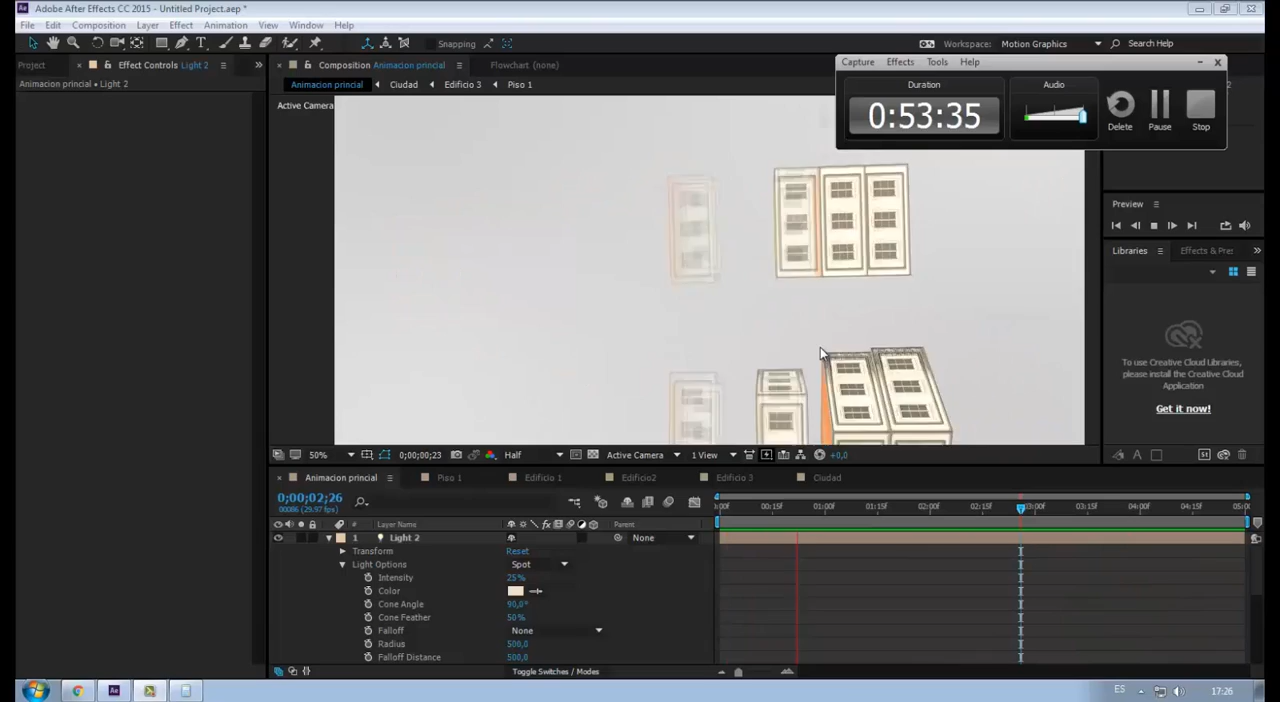 Adobe After Effects CC 2015 - Untitled Project.aep *
File Edit Composition Layer Effect Animation View Window Help
Snapping
Workspace: Motion Graphics
Search Help
Project
Effect Controls Light 2
Composition Animacion princial
Flowchart (none)
Animacion princial • Light 2
Animacion princial
Ciudad
Edificio 3
Piso 1
Active Camera
Capture Effects Tools Help
Duration
Audio
0:53:35
Delete Pause Stop
Preview
Libraries
Effects & Pre
To use Creative Cloud Libraries,
please install the Creative Cloud
Application
Get it now!
50%
0;00;00;23
Half
Active Camera
1 View
+0,0
Animacion princial
Piso 1
Edificio 1
Edificio2
Edificio 3
Ciudad
0;00;02;26
00086 (29.97 fps)
:00f 00:15f 01:00f 01:15f 02:00f 02:15f 03:00f 03:15f 04:00f 04:15f 05:00
# Layer Name Parent
1 Light 2 None
Transform Reset
Light Options Spot
Intensity 25%
Color
Cone Angle 90,0°
Cone Feather 50%
Falloff None
Radius 500,0
Falloff Distance 500,0
Toggle Switches / Modes
ES
17:26